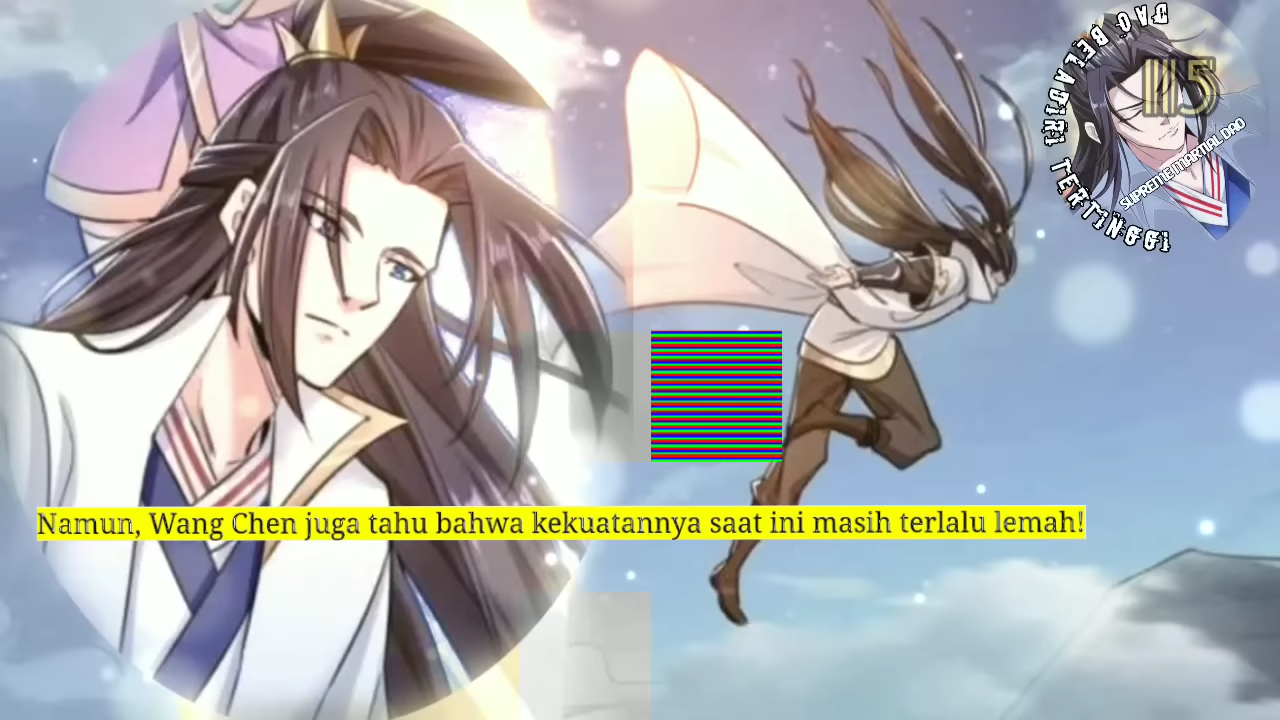 DAO BELADIRI TERTINGGI
115
SUPREME MARTIAL DAO
Namun, Wang Chen juga tahu bahwa kekuatannya saat ini masih terlalu lemah!